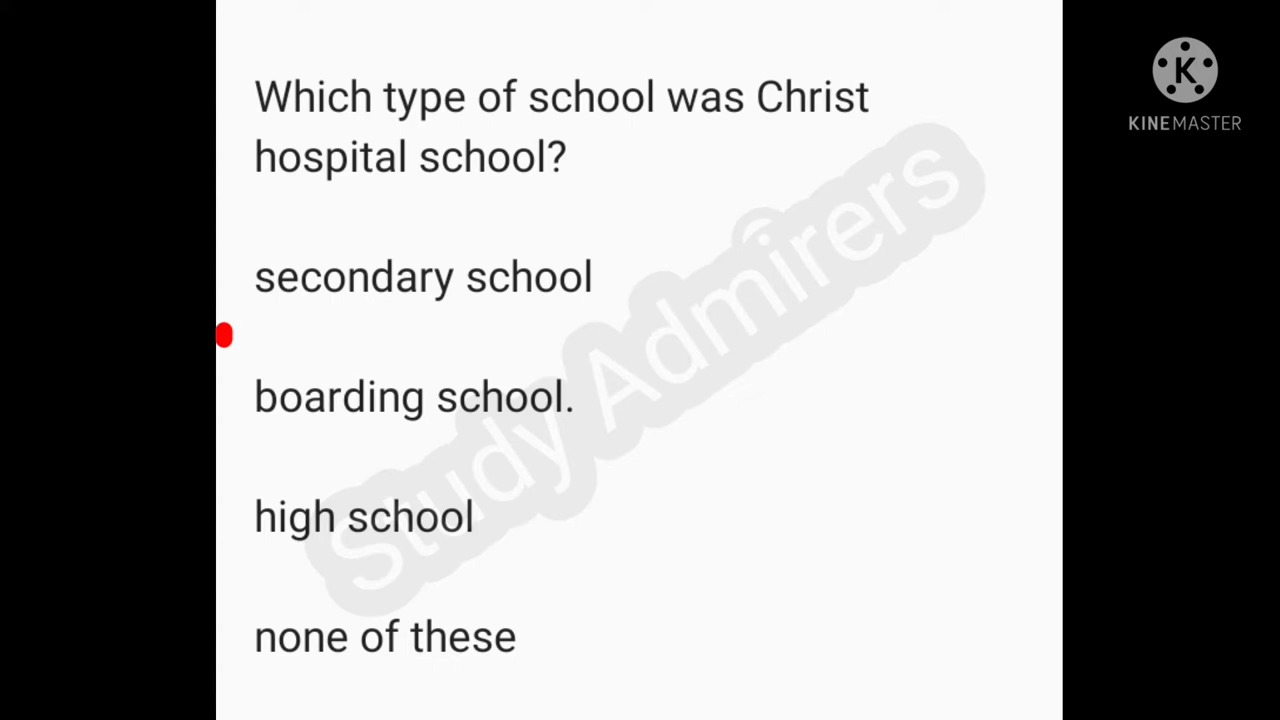 Which type of school was Christ
hospital school?
secondary school
boarding school.
high school
none of these
Study Admirers
K
KINEMASTER